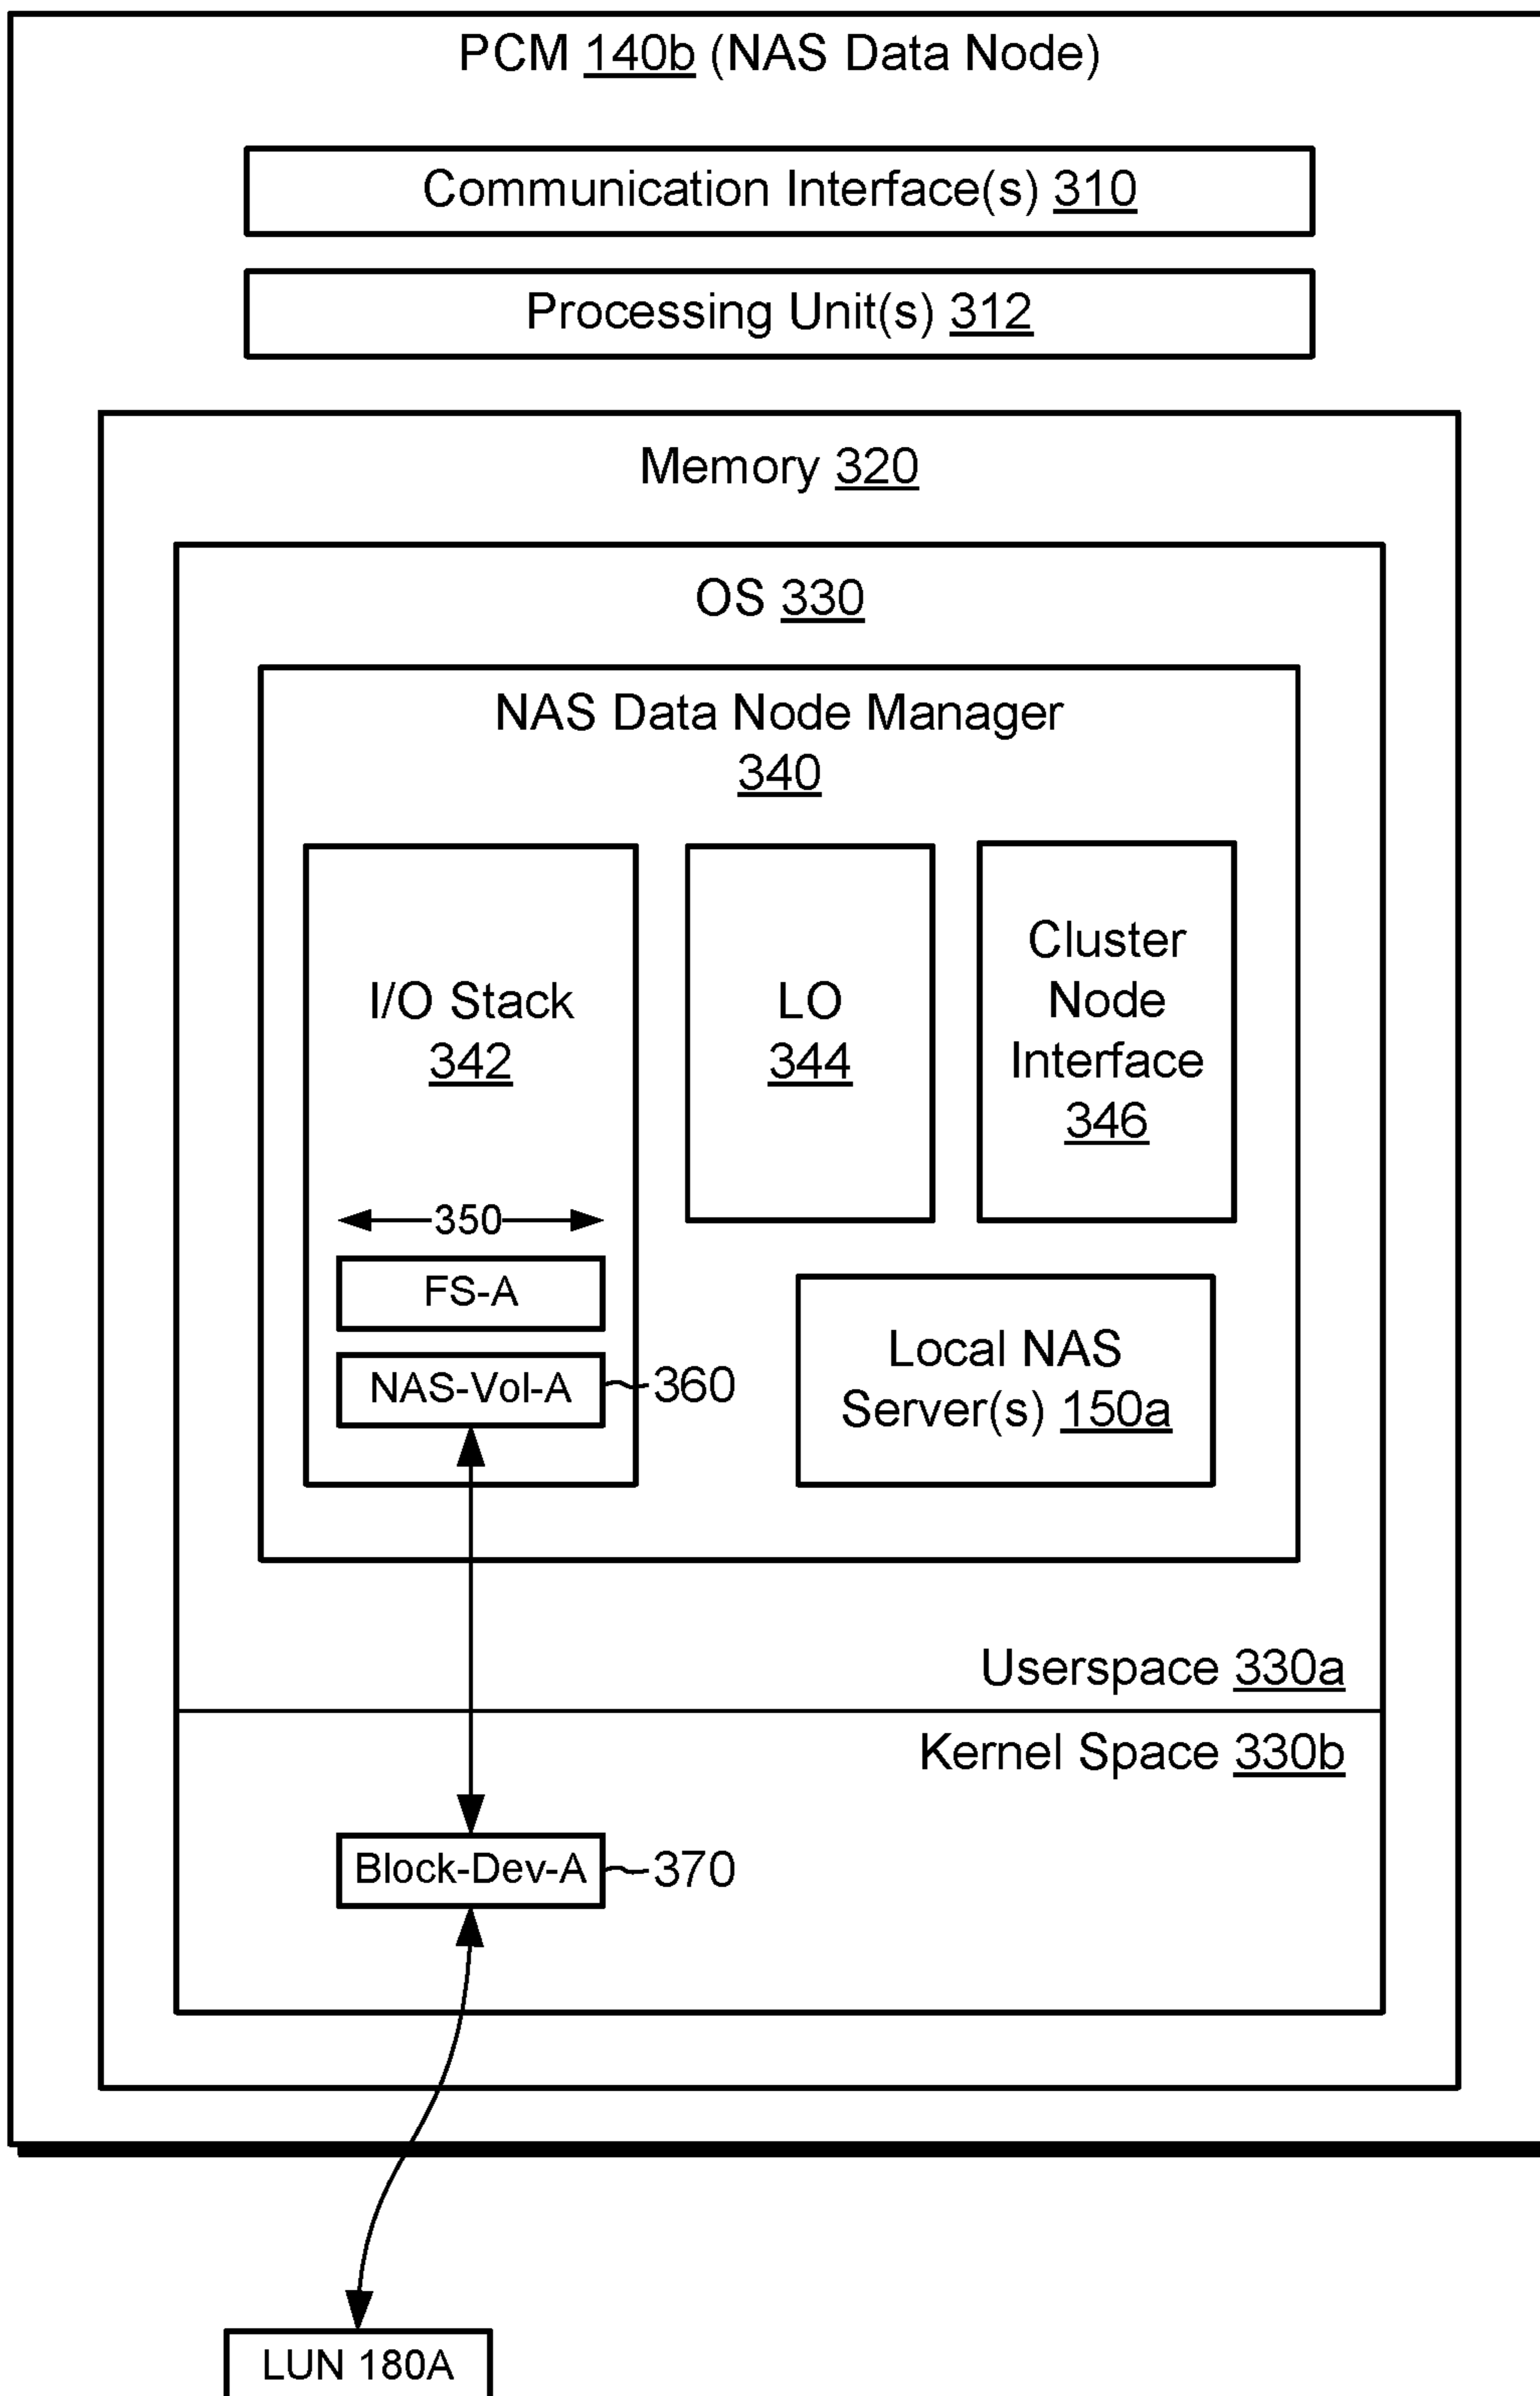 PCM 140b (NAS Data Node)
Communication Interface(s) 310
Processing Unit(s) 312
Memory 320
OS 330
NAS Data Node Manager
340
I/O Stack
342
LO
344
Cluster
Node
Interface
346
350
FS-A
NAS-Vol-A
360
Local NAS
Server(s) 150a
Userspace 330a
Kernel Space 330b
Block-Dev-A
370
LUN 180A